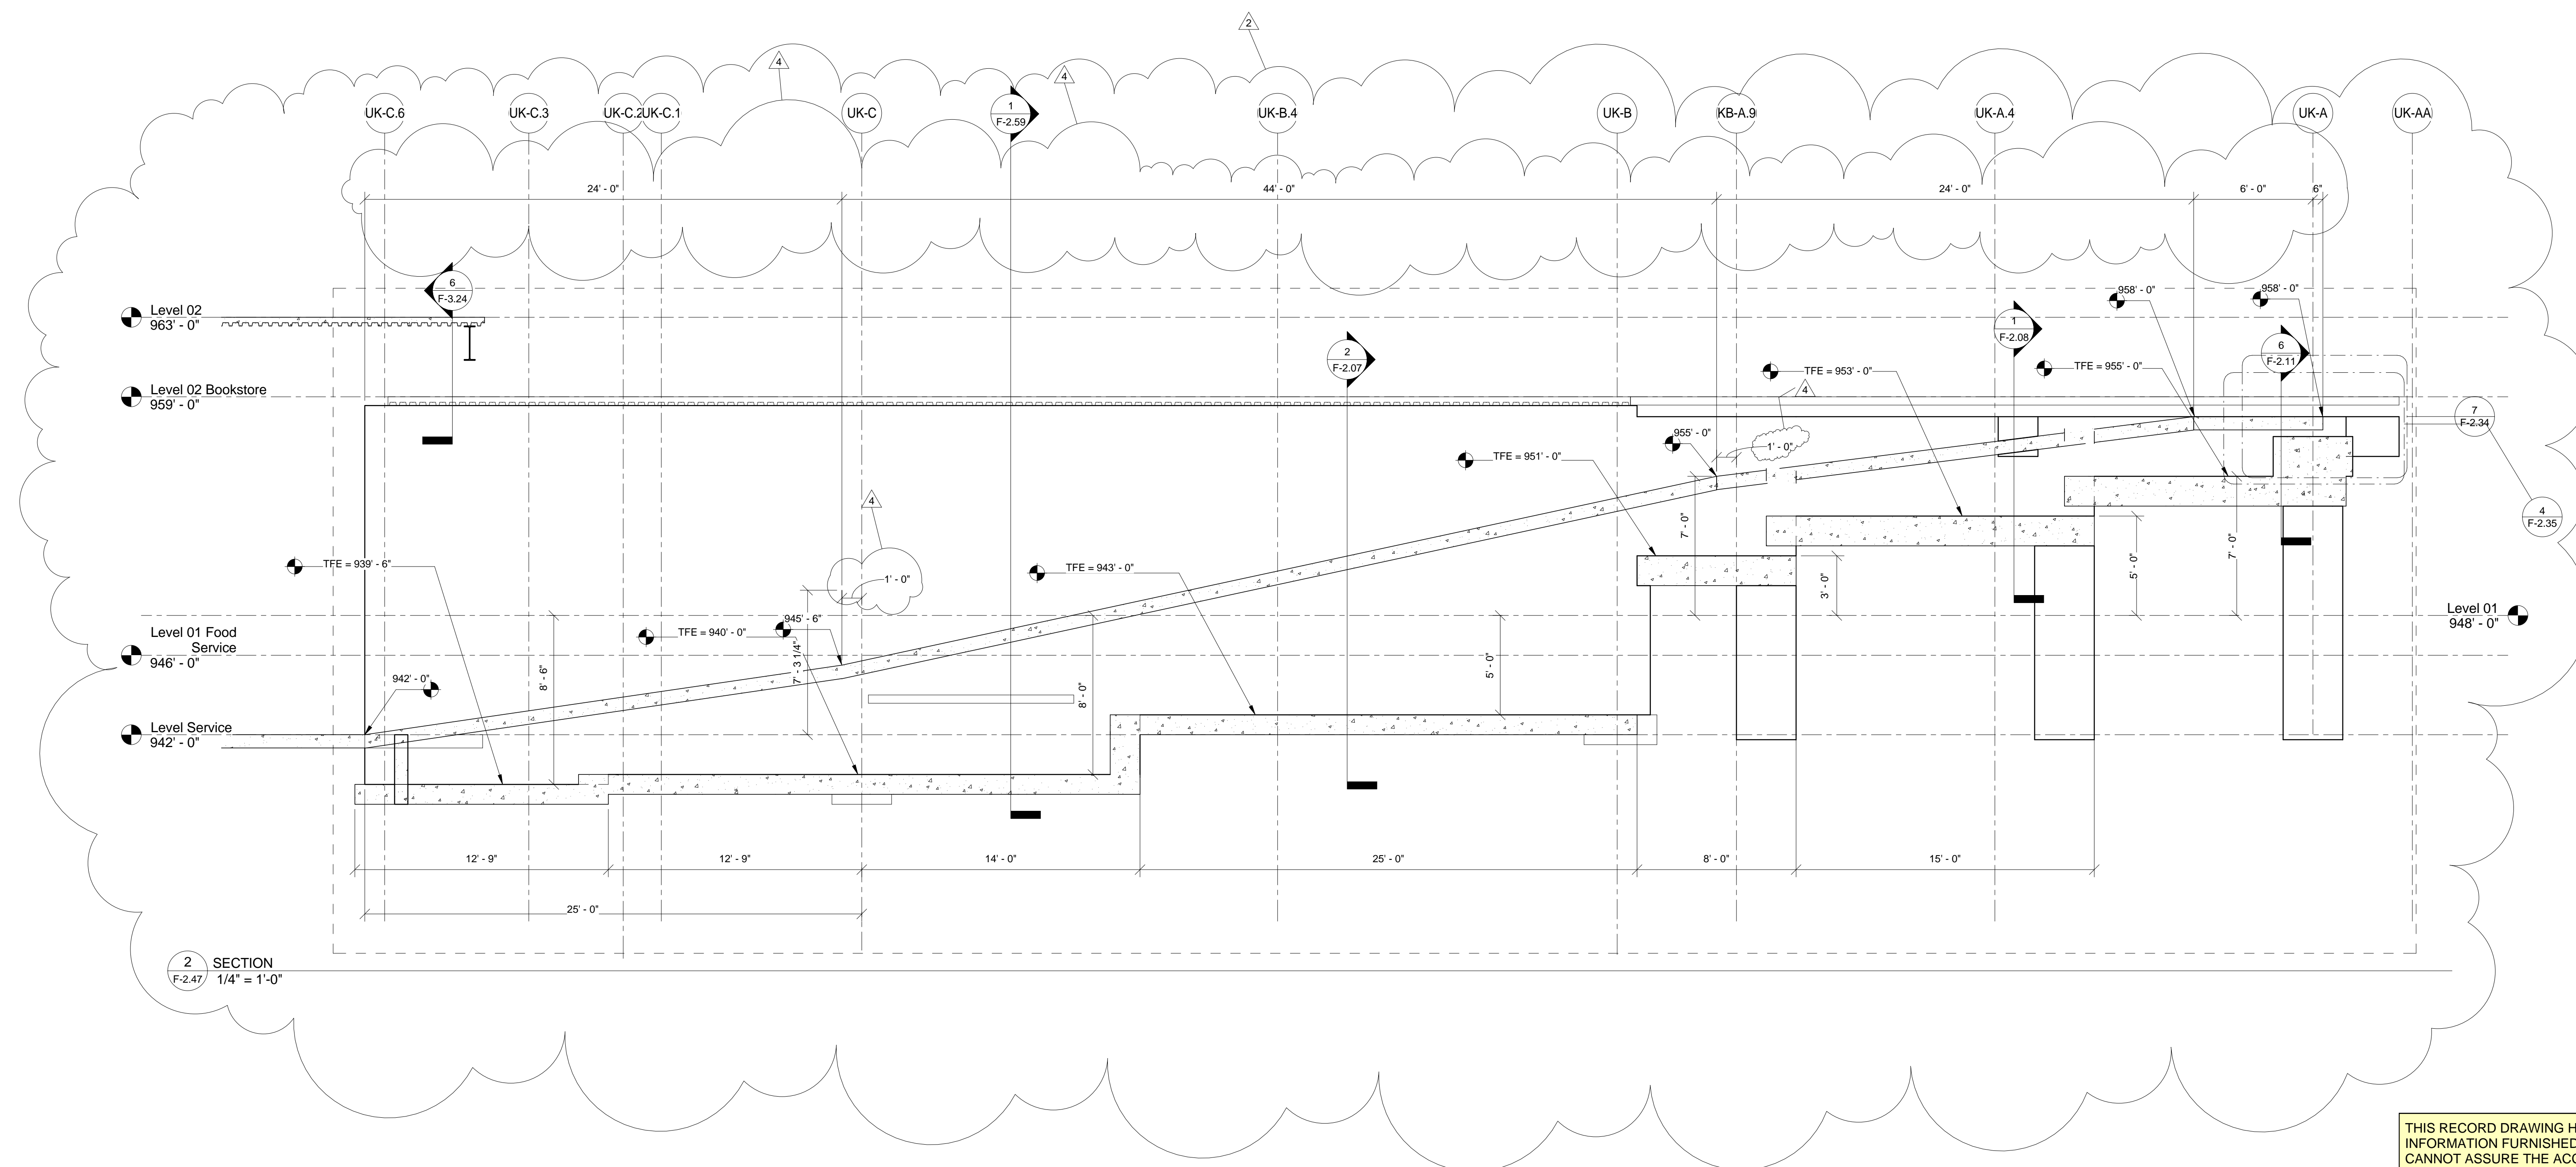 2
4
4
UK-C.6
UK-C.3
UK-C.2
UK-C.1
UK-C
1
F-2.59
UK-B.4
UK-B
KB-A.9
UK-A.4
UK-A
UK-AA
24' - 0"
44' - 0"
24' - 0"
6' - 0"
6"
6
F-3.24
Level 02
963' - 0"
958' - 0"
958' - 0"
1
F-2.08
2
F-2.07
6
F-2.11
TFE = 953' - 0"
TFE = 955' - 0"
Level 02 Bookstore
959' - 0"
4
7
F-2.34
955' - 0"
1' - 0"
TFE = 951' - 0"
4
4
F-2.35
7' - 0"
7' - 0"
5' - 0"
3' - 0"
TFE = 939' - 6"
1' - 0"
TFE = 943' - 0"
Level 01
948' - 0"
945' - 6"
TFE = 940' - 0"
Level 01 Food
Service
946' - 0"
7' - 3 1/4"
8' - 6"
5' - 0"
942' - 0"
8' - 0"
Level Service
942' - 0"
12' - 9"
12' - 9"
14' - 0"
25' - 0"
8' - 0"
15' - 0"
25' - 0"
2
F-2.47
SECTION
1/4" = 1'-0"
THIS RECORD DRAWING H
INFORMATION FURNISHED
CANNOT ASSURE THE ACC